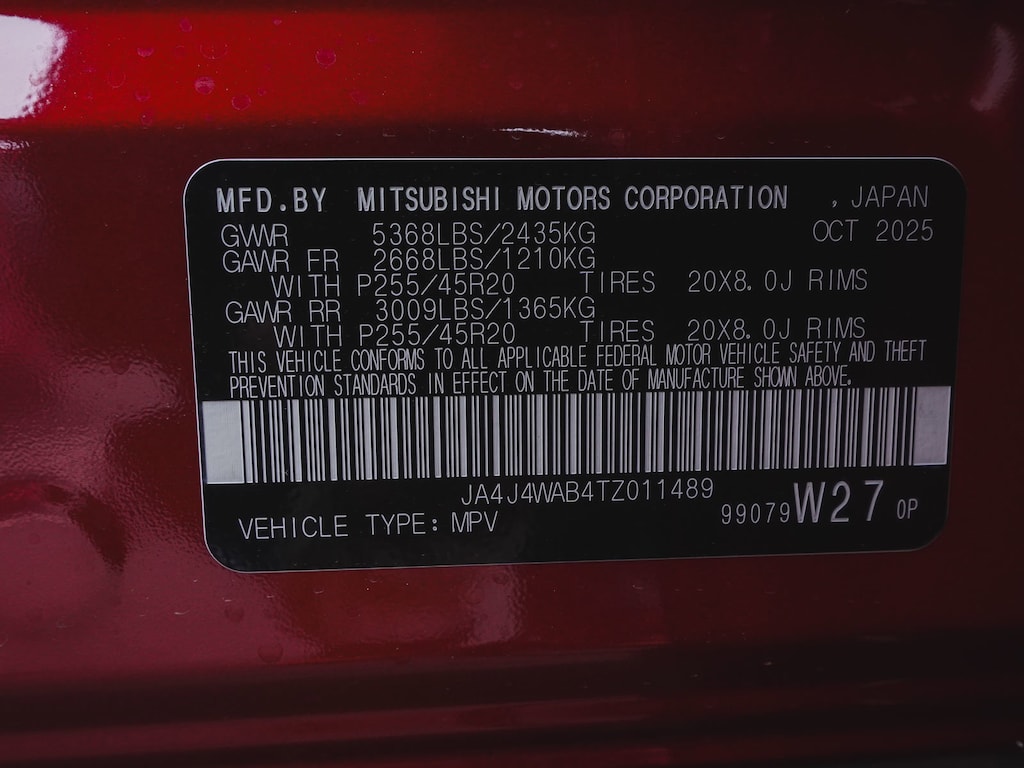 MFD.BY MITSUBISHI MOTORS CORPORATION , JAPAN
GVWR 5368LBS/2435KG OCT 2025
GAWR FR 2668LBS/1210KG
WITH P255/45R20 TIRES 20X8.0J RIMS
GAWR RR 3009LBS/1365KG
WITH P255/45R20 TIRES 20X8.0J RIMS
THIS VEHICLE CONFORMS TO ALL APPLICABLE FEDERAL MOTOR VEHICLE SAFETY AND THEFT
PREVENTION STANDARDS IN EFFECT ON THE DATE OF MANUFACTURE SHOWN ABOVE.
JA4J4WAB4TZ011489
VEHICLE TYPE: MPV 99079 W27 0P